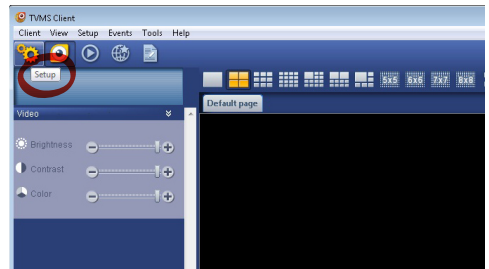 TVMS Client
Client View Setup Events Tools Help
Setup
5x5 6x6 7x7 8x8
Default page
Video
Brightness
Contrast
Color